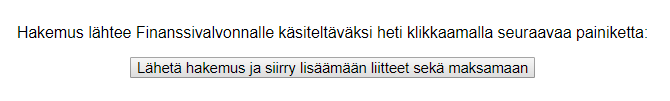 Hakemus lähtee Finanssivalvonnalle käsiteltäväksi heti klikkaamalla seuraavaa painiketta:
Lähetä hakemus ja siirry lisäämään liitteet sekä maksamaan